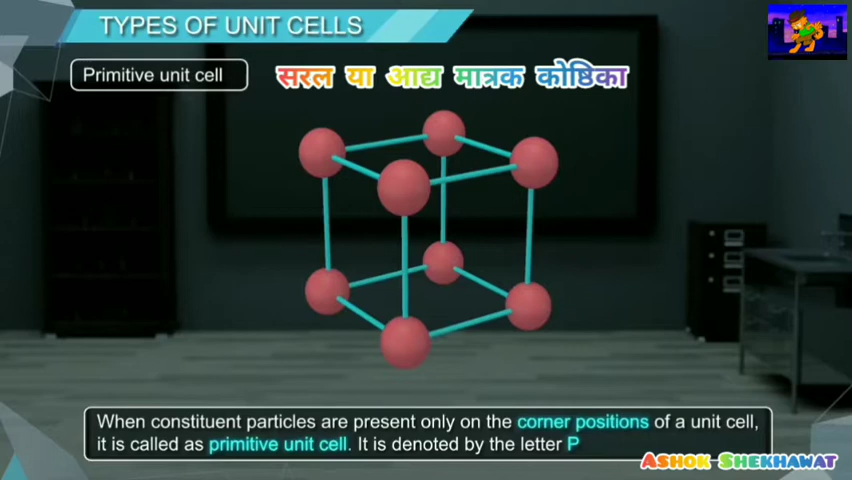 TYPES OF UNIT CELLS
Primitive unit cell
सरल या आद्य मात्रक कोष्ठिका
When constituent particles are present only on the corner positions of a unit cell,
it is called as primitive unit cell. It is denoted by the letter P
ASHOK SHEKHAWAT